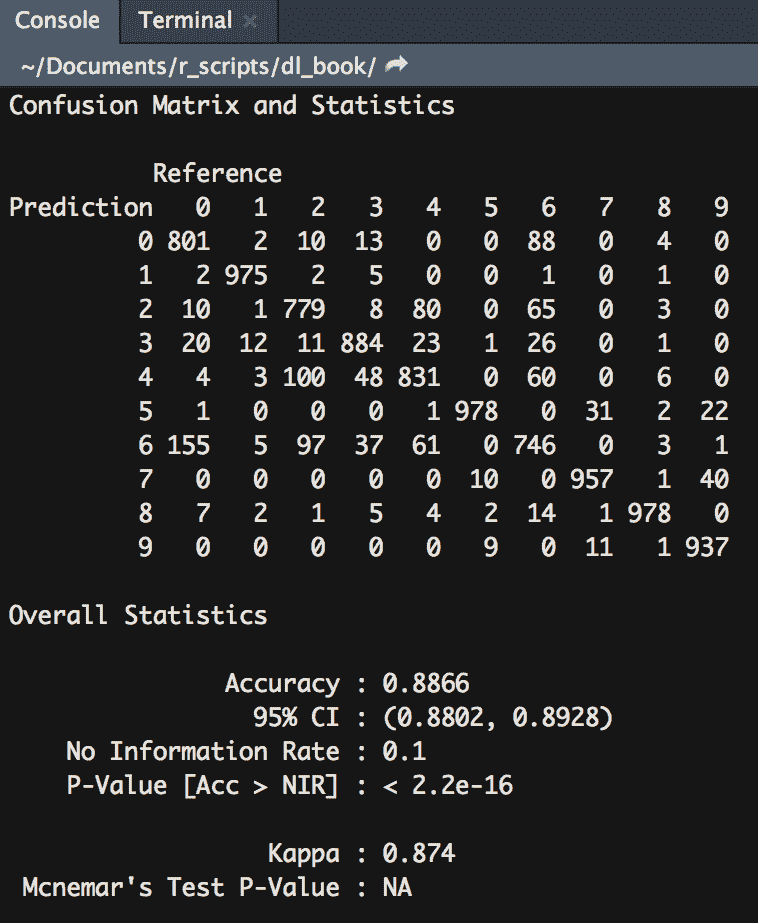 Console Terminal ×
~/Documents/r_scripts/dl_book/
Confusion Matrix and Statistics
Reference
Prediction 0 1 2 3 4 5 6 7 8 9
0 801 2 10 13 0 0 88 0 4 0
1 2 975 2 5 0 0 1 0 1 0
2 10 1 779 8 80 0 65 0 3 0
3 20 12 11 884 23 1 26 0 1 0
4 4 3 100 48 831 0 60 0 6 0
5 1 0 0 0 1 978 0 31 2 22
6 155 5 97 37 61 0 746 0 3 1
7 0 0 0 0 0 10 0 957 1 40
8 7 2 1 5 4 2 14 1 978 0
9 0 0 0 0 0 9 0 11 1 937
Overall Statistics
Accuracy : 0.8866
95% CI : (0.8802, 0.8928)
No Information Rate : 0.1
P-Value [Acc > NIR] : < 2.2e-16
Kappa : 0.874
Mcnemar's Test P-Value : NA